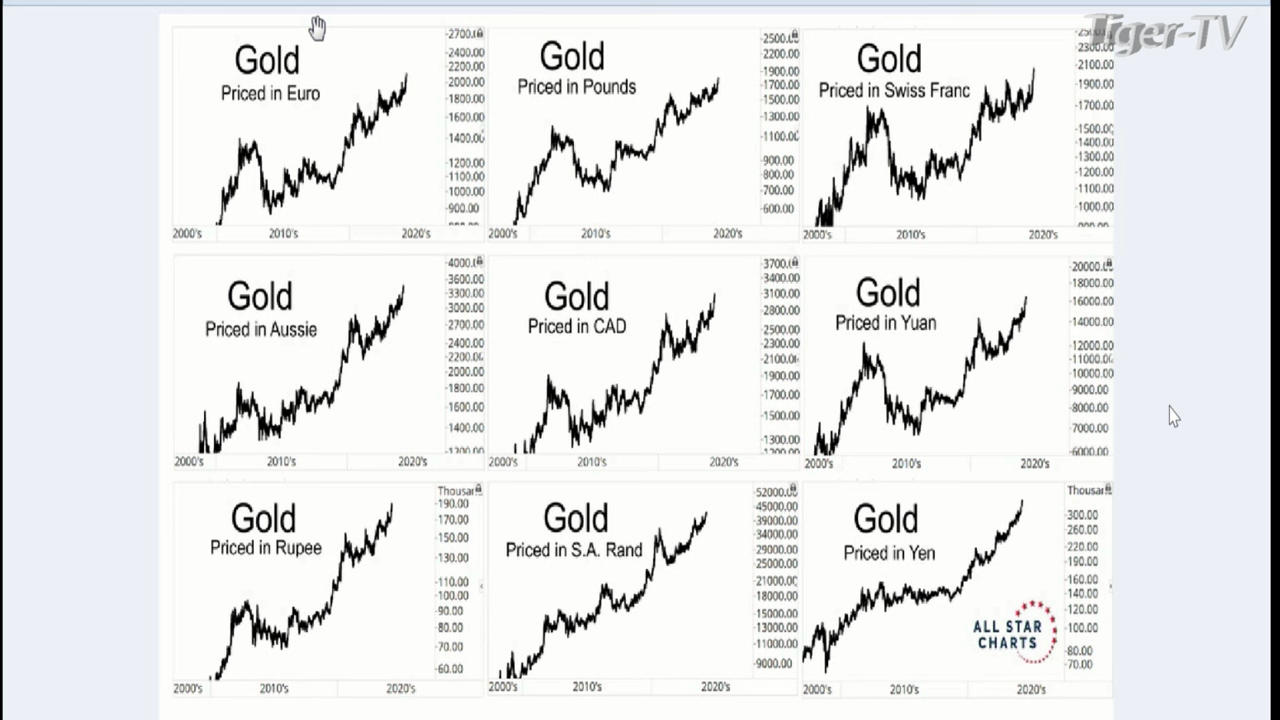 Tiger-TV
Gold
Priced in Euro
2700.0
2400.00
2200.00
2000.00
1800.00
1600.00
1400.00
1200.00
1000.00
900.00
2000's 2010's 2020's
Gold
Priced in Pounds
2500.0
1900.00
1700.00
1500.00
1100.00
900.00
800.00
700.00
600.00
2000's 2010's 2020's
Gold
Priced in Swiss Franc
2300.00
2100.00
1900.00
1700.00
1500.00
1400.00
1300.00
1200.00
1100.00
1000.00
900.00
2000's 2010's 2020's
Gold
Priced in Aussie
4000.0
3600.00
3300.00
3000.00
2700.00
2400.00
2200.00
2000.00
1800.00
1600.00
1400.00
1200.00
2000's 2010's 2020's
Gold
Priced in CAD
3700.0
3400.00
3100.00
2800.00
2500.00
2300.00
2100.00
1900.00
1700.00
1500.00
1300.00
2000's 2010's 2020's
Gold
Priced in Yuan
20000.0
16000.00
14000.00
12000.00
11000.00
10000.00
9000.00
8000.00
7000.00
6000.00
2000's 2010's 2020's
Gold
Priced in Rupee
Thousan
190.00
170.00
150.00
130.00
110.00
100.00
90.00
80.00
70.00
60.00
2000's 2010's 2020's
Gold
Priced in S.A. Rand
52000.0
45000.00
39000.00
34000.00
29000.00
25000.00
21000.00
18000.00
15000.00
13000.00
11000.00
9000.00
2000's 2010's 2020's
Gold
Priced in Yen
Thousan
300.00
260.00
220.00
190.00
160.00
140.00
120.00
100.00
80.00
70.00
2000's 2010's 2020's
ALL STAR
CHARTS